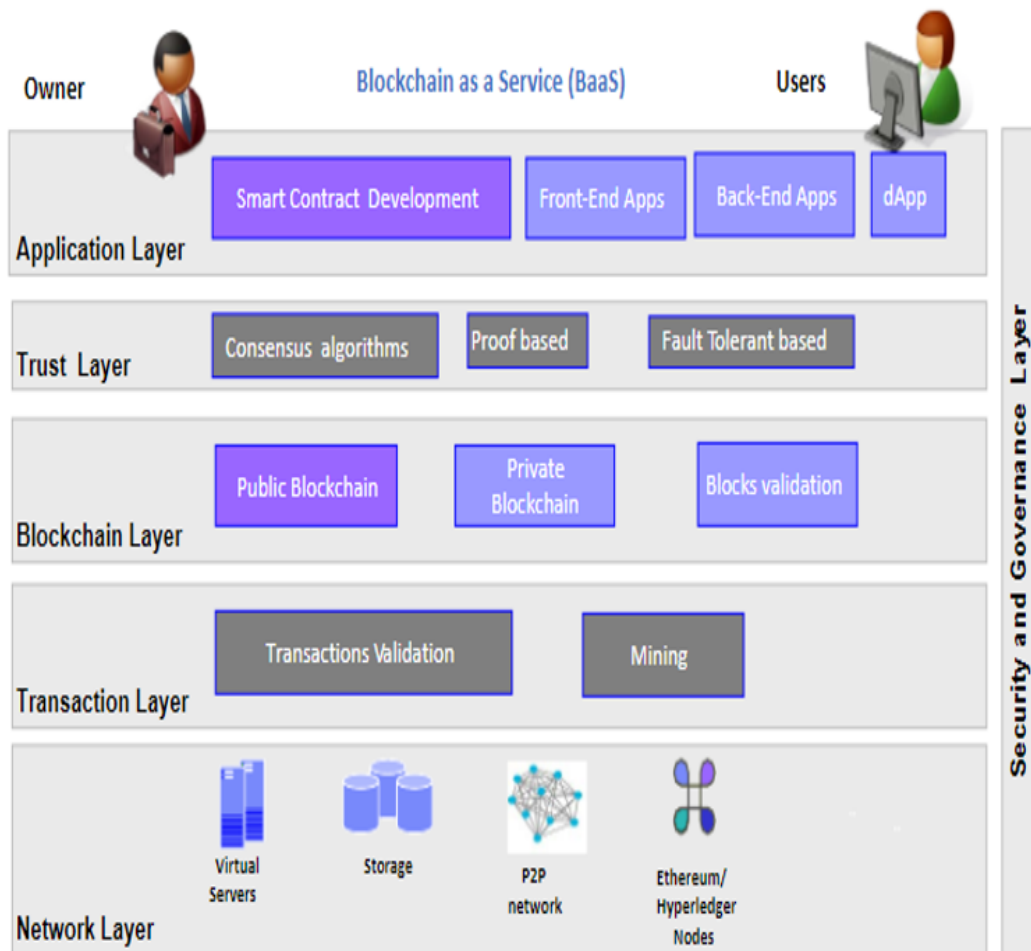 Owner
Blockchain as a Service (BaaS)
Users
Smart Contract Development
Front-End Apps
Back-End Apps
dApp
Application Layer
Consensus algorithms
Proof based
Fault Tolerant based
Trust Layer
Public Blockchain
Private
Blockchain
Blocks validation
Blockchain Layer
Transactions Validation
Mining
Transaction Layer
Virtual
Servers
Storage
P2P
network
Ethereum/
Hyperledger
Nodes
Network Layer
Security and Governance Layer